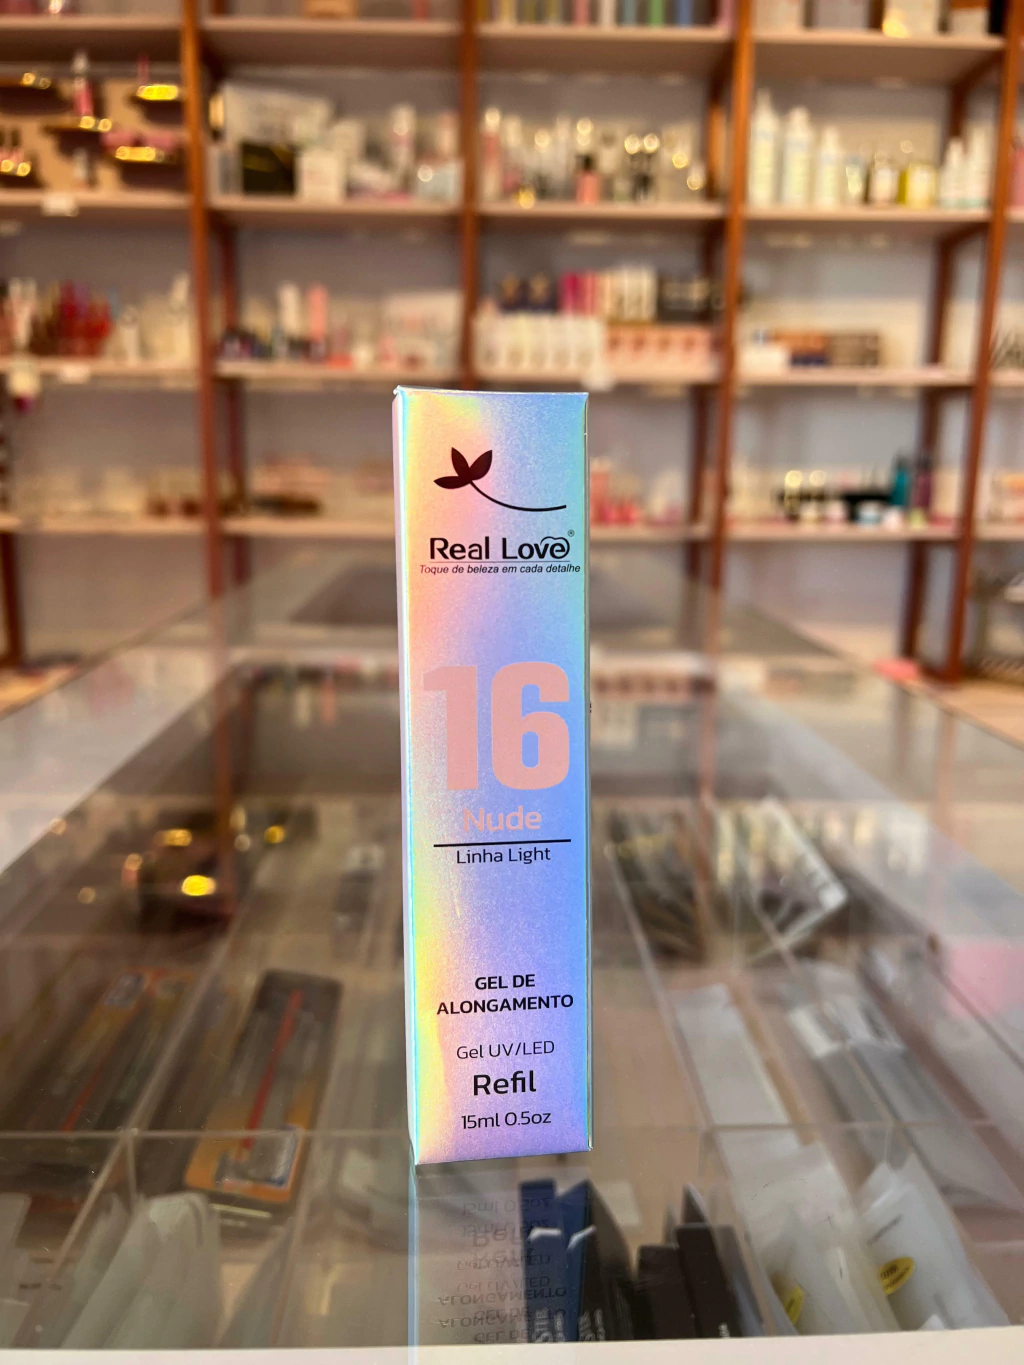 Real Love®
Toque de beleza em cada detalhe
16
Nude
Linha Light
GEL DE
ALONGAMENTO
Gel UV/LED
Refil
15ml 0.5oz